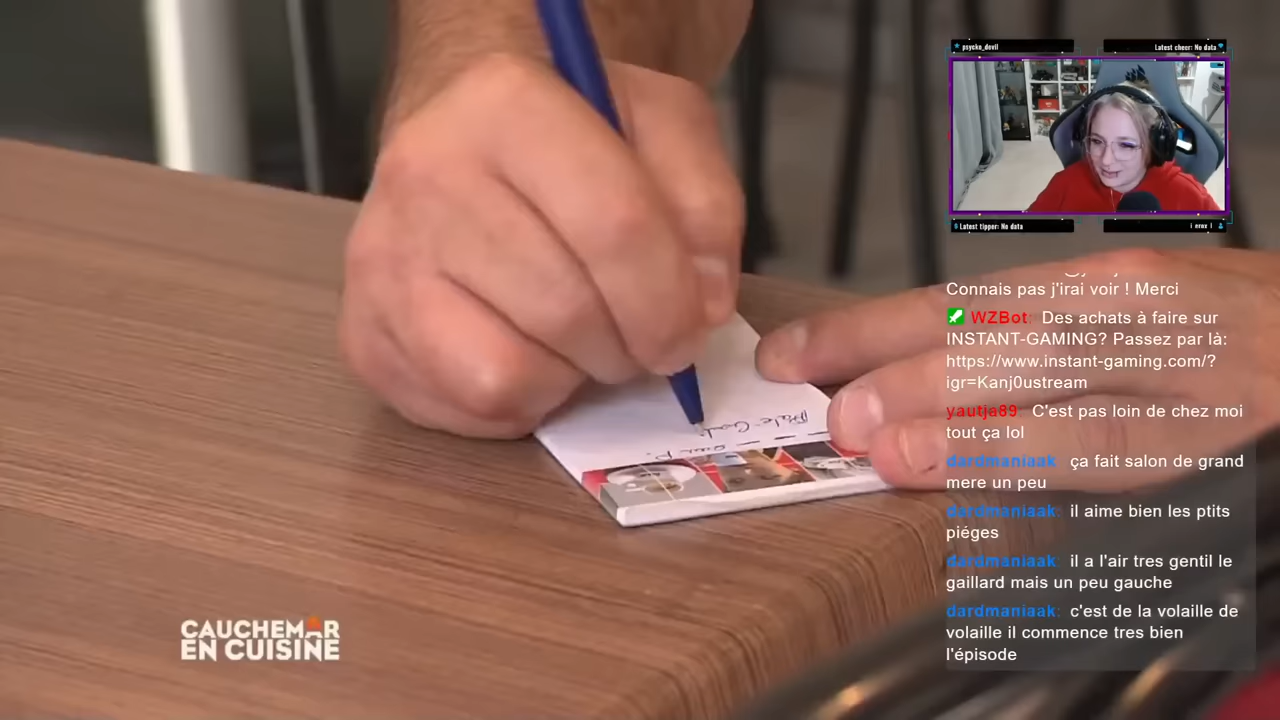 psycko_devil
Latest cheer: No data
Latest tipper: No data
Connais pas j'irai voir ! Merci
WZBot: Des achats à faire sur
INSTANT-GAMING? Passez par là:
https://www.instant-gaming.com/?
igr=Kanj0ustream
yautja89: C'est pas loin de chez moi
tout ça lol
dardmaniaak: ça fait salon de grand
mere un peu
dardmaniaak: il aime bien les ptits
piéges
dardmaniaak: il a l'air tres gentil le
gaillard mais un peu gauche
dardmaniaak: c'est de la volaille de
volaille il commence tres bien
l'épisode
CAUCHEMAR
EN CUISINE